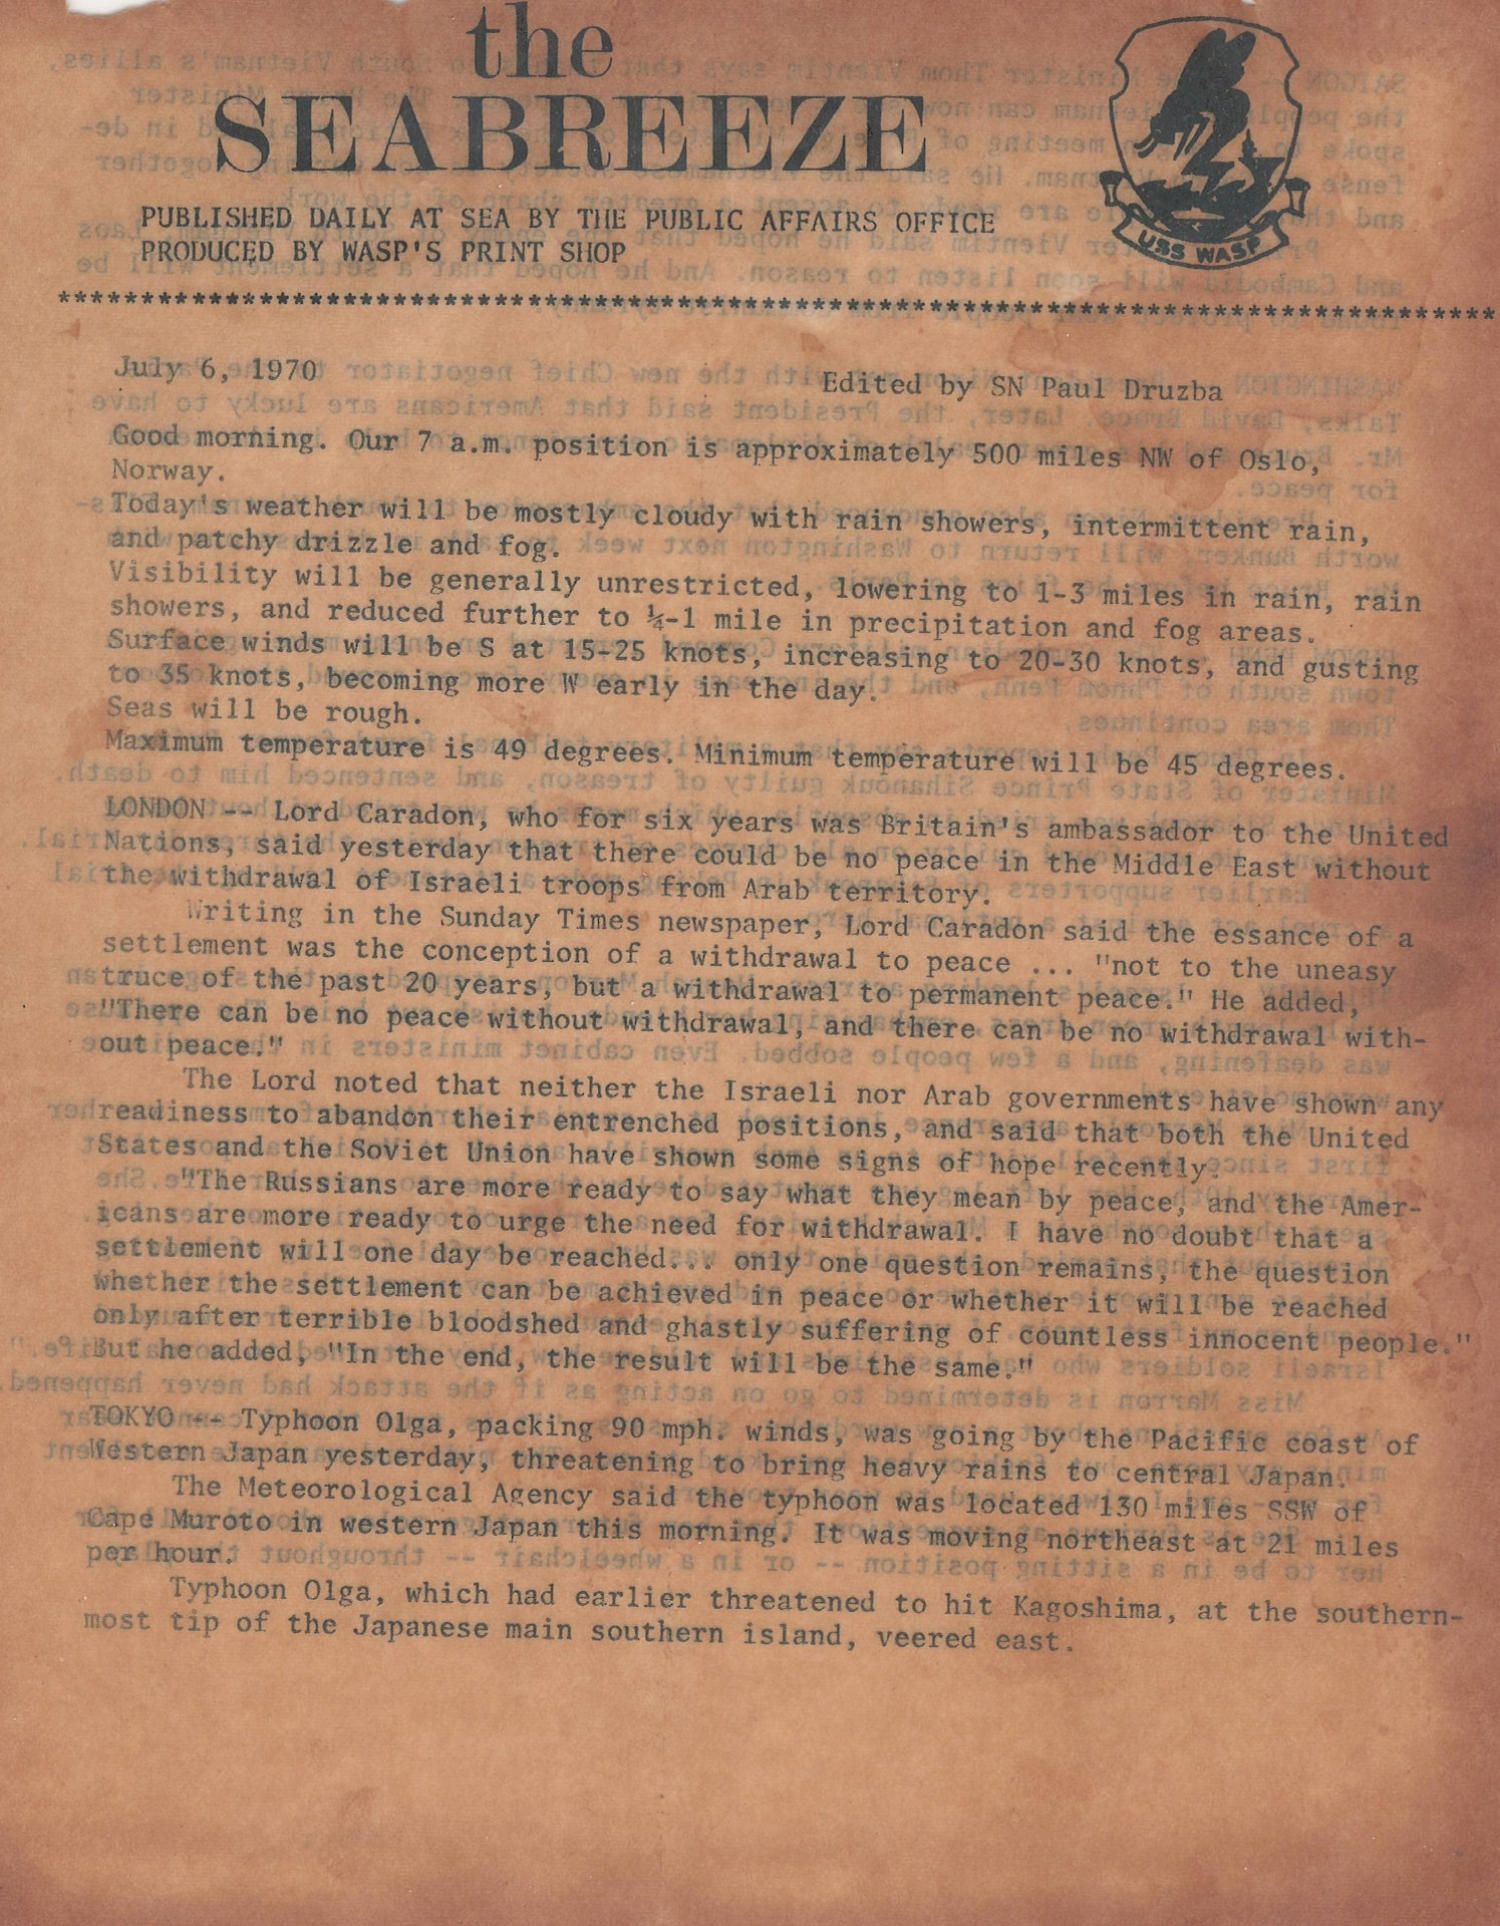 the
SEABREEZE
USS WASP
PUBLISHED DAILY AT SEA BY THE PUBLIC AFFAIRS OFFICE
PRODUCED BY WASP'S PRINT SHOP
****************************************************************************************
July 6, 1970
Edited by SN Paul Druzba
Good morning. Our 7 a.m. position is approximately 500 miles NW of Oslo,
Norway.
Today's weather will be mostly cloudy with rain showers, intermittent rain,
and patchy drizzle and fog.
Visibility will be generally unrestricted, lowering to 1-3 miles in rain, rain
showers, and reduced further to ¼-1 mile in precipitation and fog areas.
Surface winds will be S at 15-25 knots, increasing to 20-30 knots, and gusting
to 35 knots, becoming more W early in the day.
Seas will be rough.
Maximum temperature is 49 degrees. Minimum temperature will be 45 degrees.
LONDON -- Lord Caradon, who for six years was Britain's ambassador to the United
Nations, said yesterday that there could be no peace in the Middle East without
the withdrawal of Israeli troops from Arab territory.
Writing in the Sunday Times newspaper, Lord Caradon said the essance of a
settlement was the conception of a withdrawal to peace ... "not to the uneasy
truce of the past 20 years, but a withdrawal to permanent peace." He added,
"There can be no peace without withdrawal, and there can be no withdrawal with-
out peace."
The Lord noted that neither the Israeli nor Arab governments have shown any
readiness to abandon their entrenched positions, and said that both the United
States and the Soviet Union have shown some signs of hope recently.
"The Russians are more ready to say what they mean by peace, and the Amer-
icans are more ready to urge the need for withdrawal. I have no doubt that a
settlement will one day be reached... only one question remains, the question
whether the settlement can be achieved in peace or whether it will be reached
only after terrible bloodshed and ghastly suffering of countless innocent people."
But he added, "In the end, the result will be the same."
TOKYO -- Typhoon Olga, packing 90 mph. winds, was going by the Pacific coast of
Western Japan yesterday, threatening to bring heavy rains to central Japan.
The Meteorological Agency said the typhoon was located 130 miles SSW of
Cape Muroto in western Japan this morning. It was moving northeast at 21 miles
per hour.
Typhoon Olga, which had earlier threatened to hit Kagoshima, at the southern-
most tip of the Japanese main southern island, veered east.